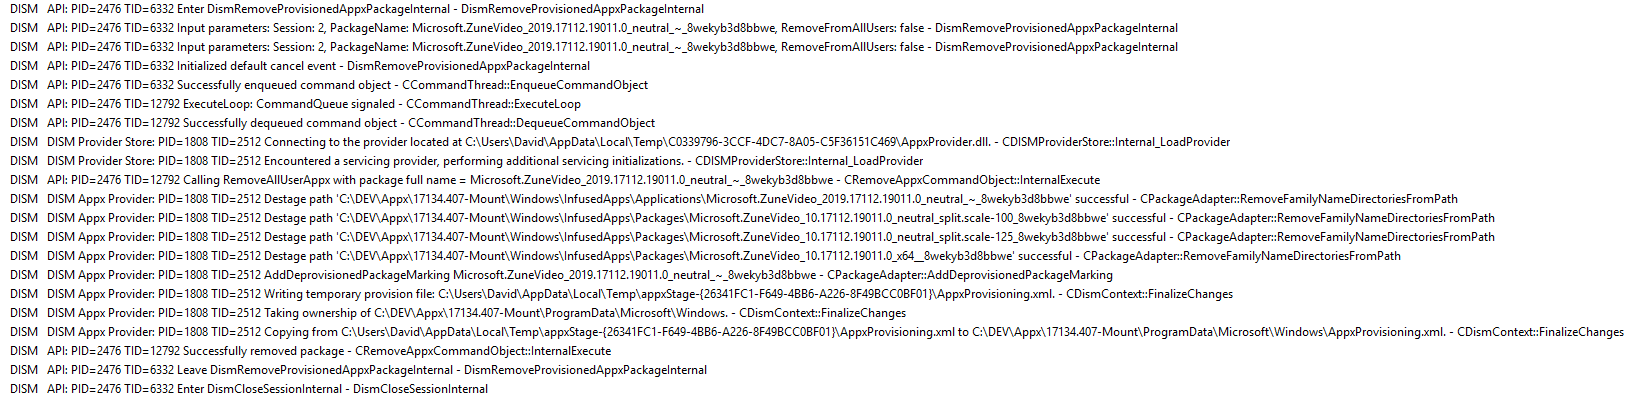 DISM API: PID=2476 TID=6332 Enter DismRemoveProvisionedAppxPackageInternal - DismRemoveProvisionedAppxPackageInternal
DISM API: PID=2476 TID=6332 Input parameters: Session: 2, PackageName: Microsoft.ZuneVideo_2019.17112.19011.0_neutral_~_8wekyb3d8bbwe, RemoveFromAllUsers: false - DismRemoveProvisionedAppxPackageInternal
DISM API: PID=2476 TID=6332 Input parameters: Session: 2, PackageName: Microsoft.ZuneVideo_2019.17112.19011.0_neutral_~_8wekyb3d8bbwe, RemoveFromAllUsers: false - DismRemoveProvisionedAppxPackageInternal
DISM API: PID=2476 TID=6332 Initialized default cancel event - DismRemoveProvisionedAppxPackageInternal
DISM API: PID=2476 TID=6332 Successfully enqueued command object - CCommandThread::EnqueueCommandObject
DISM API: PID=2476 TID=12792 ExecuteLoop: CommandQueue signaled - CCommandThread::ExecuteLoop
DISM API: PID=2476 TID=12792 Successfully dequeued command object - CCommandThread::DequeueCommandObject
DISM DISM Provider Store: PID=1808 TID=2512 Connecting to the provider located at C:\Users\David\AppData\Local\Temp\C0339796-3CCF-4DC7-8A05-C5F36151C469\AppxProvider.dll. - CDISMProviderStore::Internal_LoadProvider
DISM DISM Provider Store: PID=1808 TID=2512 Encountered a servicing provider, performing additional servicing initializations. - CDISMProviderStore::Internal_LoadProvider
DISM API: PID=2476 TID=12792 Calling RemoveAllUserAppx with package full name = Microsoft.ZuneVideo_2019.17112.19011.0_neutral_~_8wekyb3d8bbwe - CRemoveAppxCommandObject::InternalExecute
DISM DISM Appx Provider: PID=1808 TID=2512 Destage path 'C:\DEV\Appx\17134.407-Mount\Windows\InfusedApps\Applications\Microsoft.ZuneVideo_2019.17112.19011.0_neutral_~_8wekyb3d8bbwe' successful - CPackageAdapter::RemoveFamilyNameDirectoriesFromPath
DISM DISM Appx Provider: PID=1808 TID=2512 Destage path 'C:\DEV\Appx\17134.407-Mount\Windows\InfusedApps\Packages\Microsoft.ZuneVideo_10.17112.19011.0_neutral_split.scale-100_8wekyb3d8bbwe' successful - CPackageAdapter::RemoveFamilyNameDirectoriesFromPath
DISM DISM Appx Provider: PID=1808 TID=2512 Destage path 'C:\DEV\Appx\17134.407-Mount\Windows\InfusedApps\Packages\Microsoft.ZuneVideo_10.17112.19011.0_neutral_split.scale-125_8wekyb3d8bbwe' successful - CPackageAdapter::RemoveFamilyNameDirectoriesFromPath
DISM DISM Appx Provider: PID=1808 TID=2512 Destage path 'C:\DEV\Appx\17134.407-Mount\Windows\InfusedApps\Packages\Microsoft.ZuneVideo_10.17112.19011.0_x64__8wekyb3d8bbwe' successful - CPackageAdapter::RemoveFamilyNameDirectoriesFromPath
DISM DISM Appx Provider: PID=1808 TID=2512 AddDeprovisionedPackageMarking Microsoft.ZuneVideo_2019.17112.19011.0_neutral_~_8wekyb3d8bbwe - CPackageAdapter::AddDeprovisionedPackageMarking
DISM DISM Appx Provider: PID=1808 TID=2512 Writing temporary provision file: C:\Users\David\AppData\Local\Temp\appxStage-{26341FC1-F649-4BB6-A226-8F49BCC0BF01}\AppxProvisioning.xml. - CDismContext::FinalizeChanges
DISM DISM Appx Provider: PID=1808 TID=2512 Taking ownership of C:\DEV\Appx\17134.407-Mount\ProgramData\Microsoft\Windows. - CDismContext::FinalizeChanges
DISM DISM Appx Provider: PID=1808 TID=2512 Copying from C:\Users\David\AppData\Local\Temp\appxStage-{26341FC1-F649-4BB6-A226-8F49BCC0BF01}\AppxProvisioning.xml to C:\DEV\Appx\17134.407-Mount\ProgramData\Microsoft\Windows\AppxProvisioning.xml. - CDismContext::FinalizeChanges
DISM API: PID=2476 TID=12792 Successfully removed package - CRemoveAppxCommandObject::InternalExecute
DISM API: PID=2476 TID=6332 Leave DismRemoveProvisionedAppxPackageInternal - DismRemoveProvisionedAppxPackageInternal
DISM API: PID=2476 TID=6332 Enter DismCloseSessionInternal - DismCloseSessionInternal